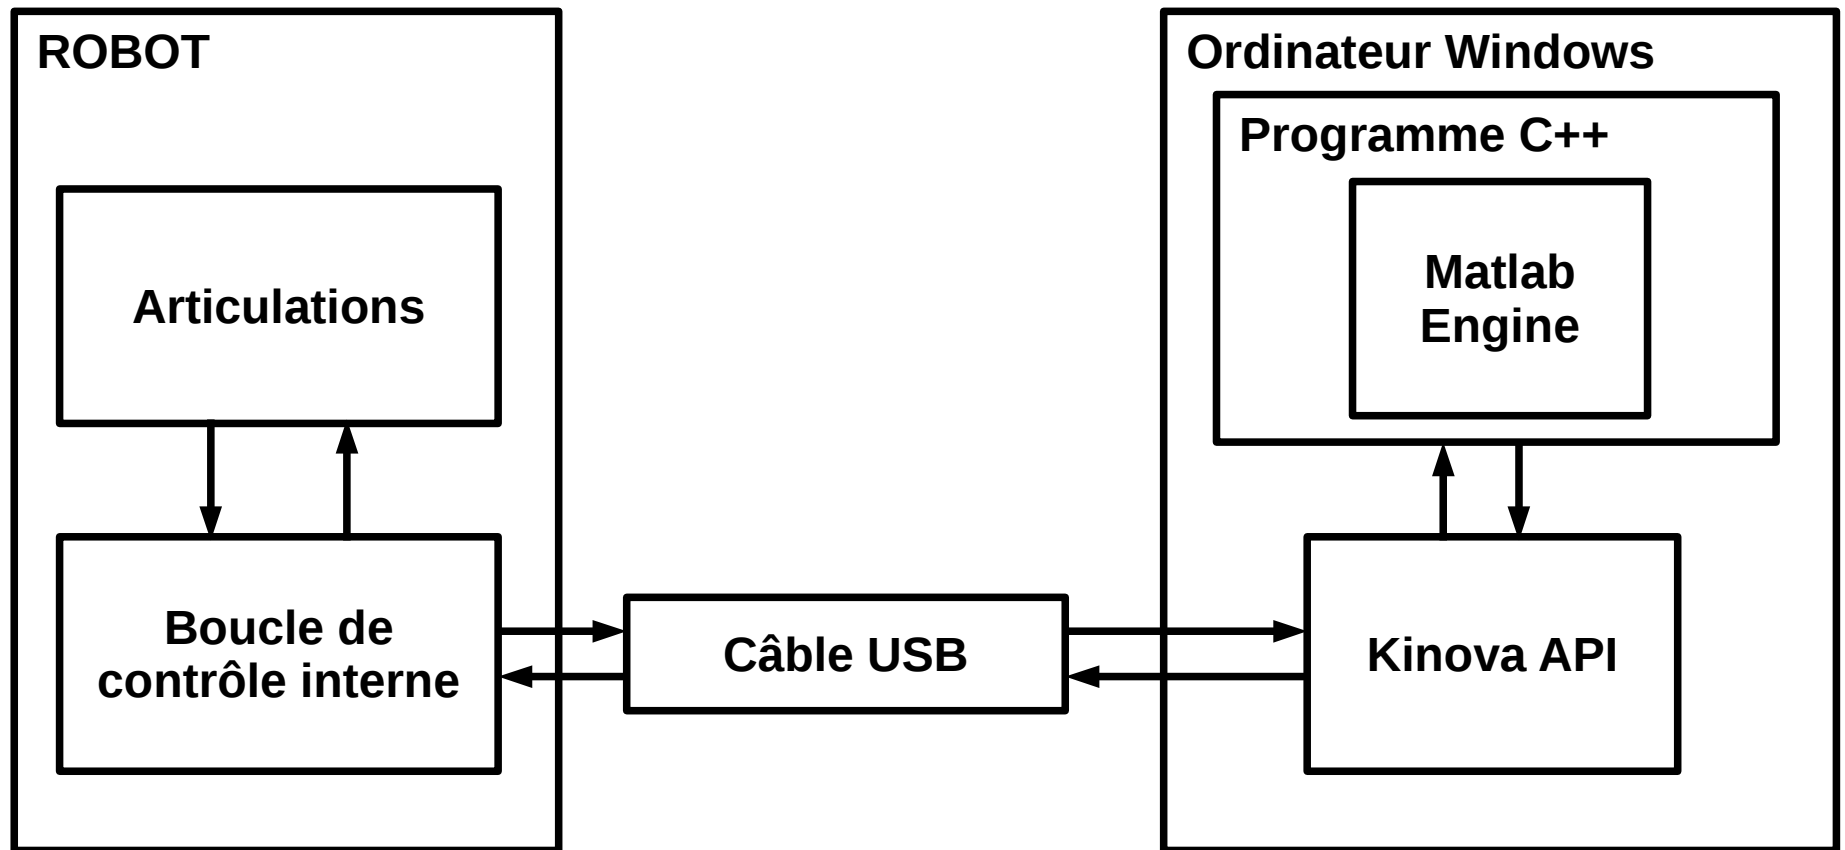 ROBOT
Articulations
Boucle de
contrôle interne
Câble USB
Ordinateur Windows
Programme C++
Matlab
Engine
Kinova API